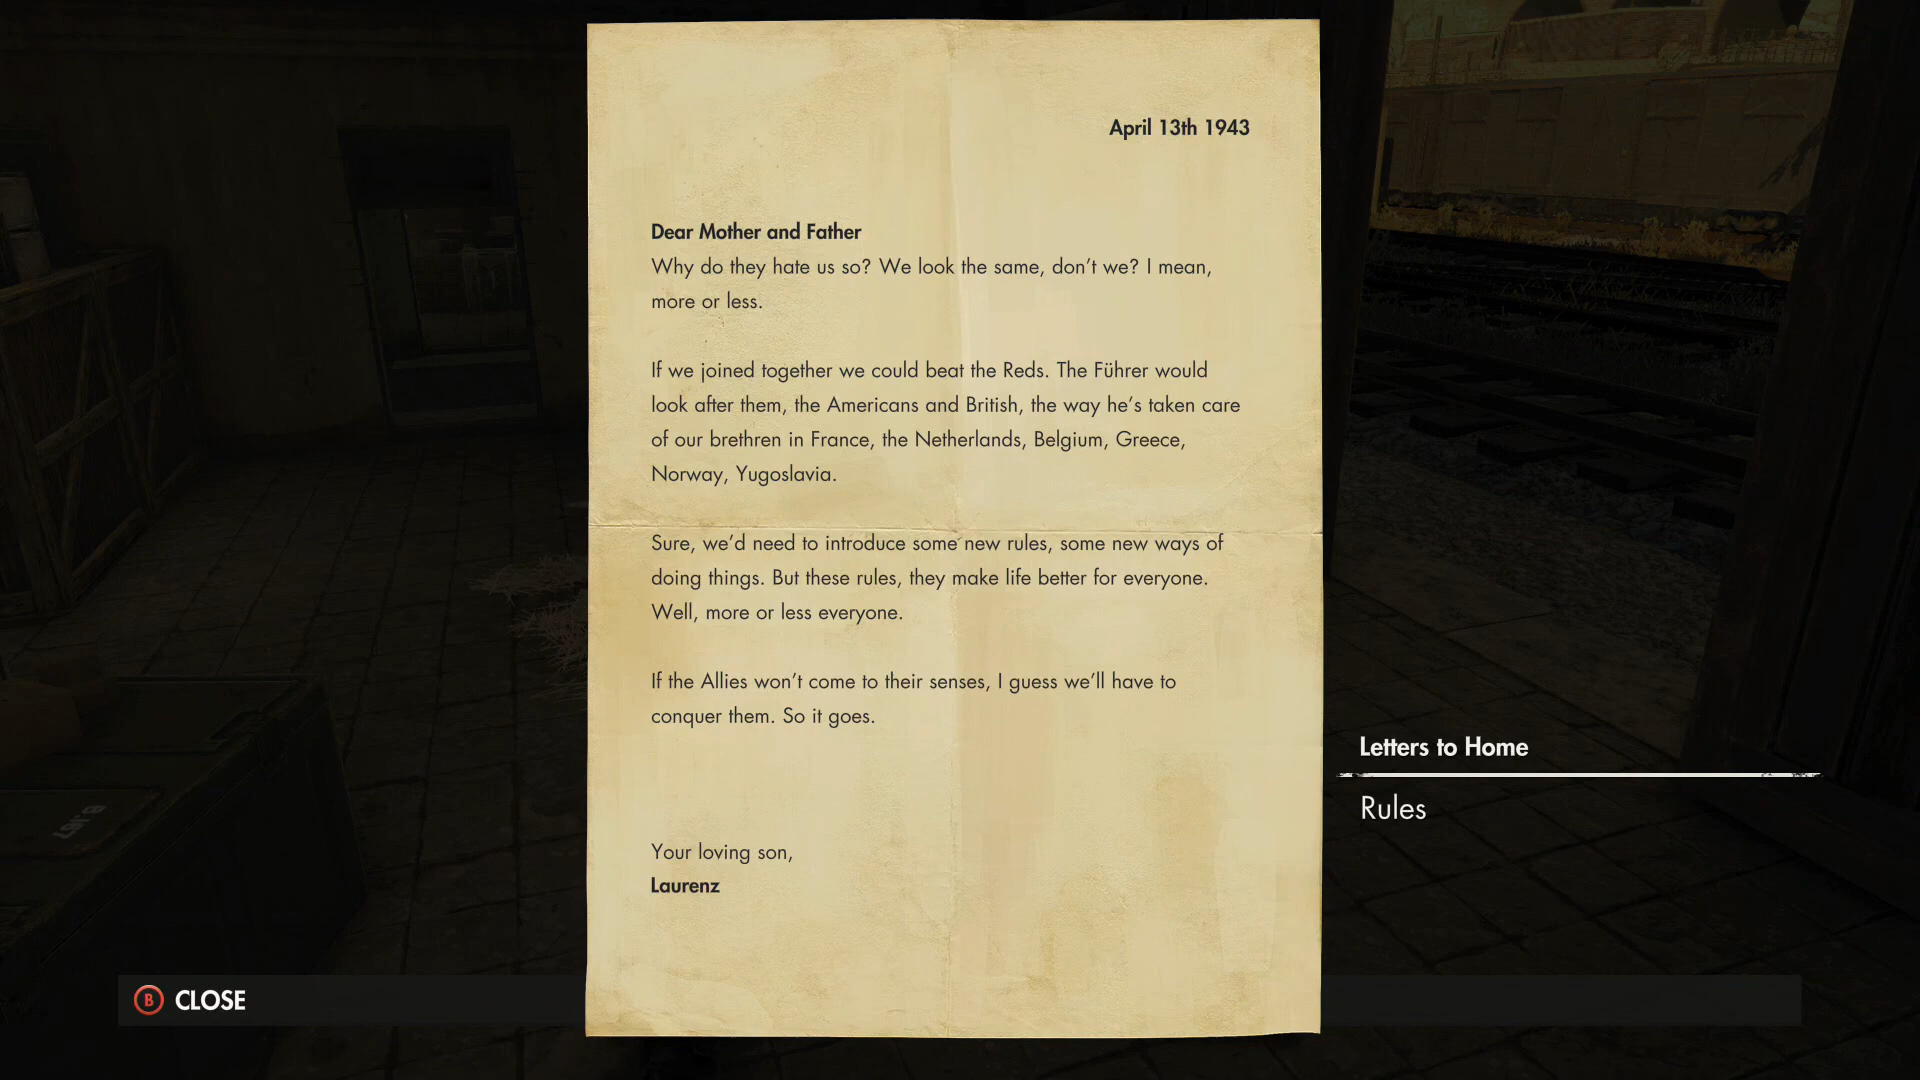 April 13th 1943
Dear Mother and Father
Why do they hate us so? We look the same, don't we? I mean,
more or less.
If we joined together we could beat the Reds. The Führer would
look after them, the Americans and British, the way he's taken care
of our brethren in France, the Netherlands, Belgium, Greece,
Norway, Yugoslavia.
Sure, we'd need to introduce some new rules, some new ways of
doing things. But these rules, they make life better for everyone.
Well, more or less everyone.
If the Allies won't come to their senses, I guess we'll have to
conquer them. So it goes.
Your loving son,
Laurenz
Letters to Home
Rules
B CLOSE